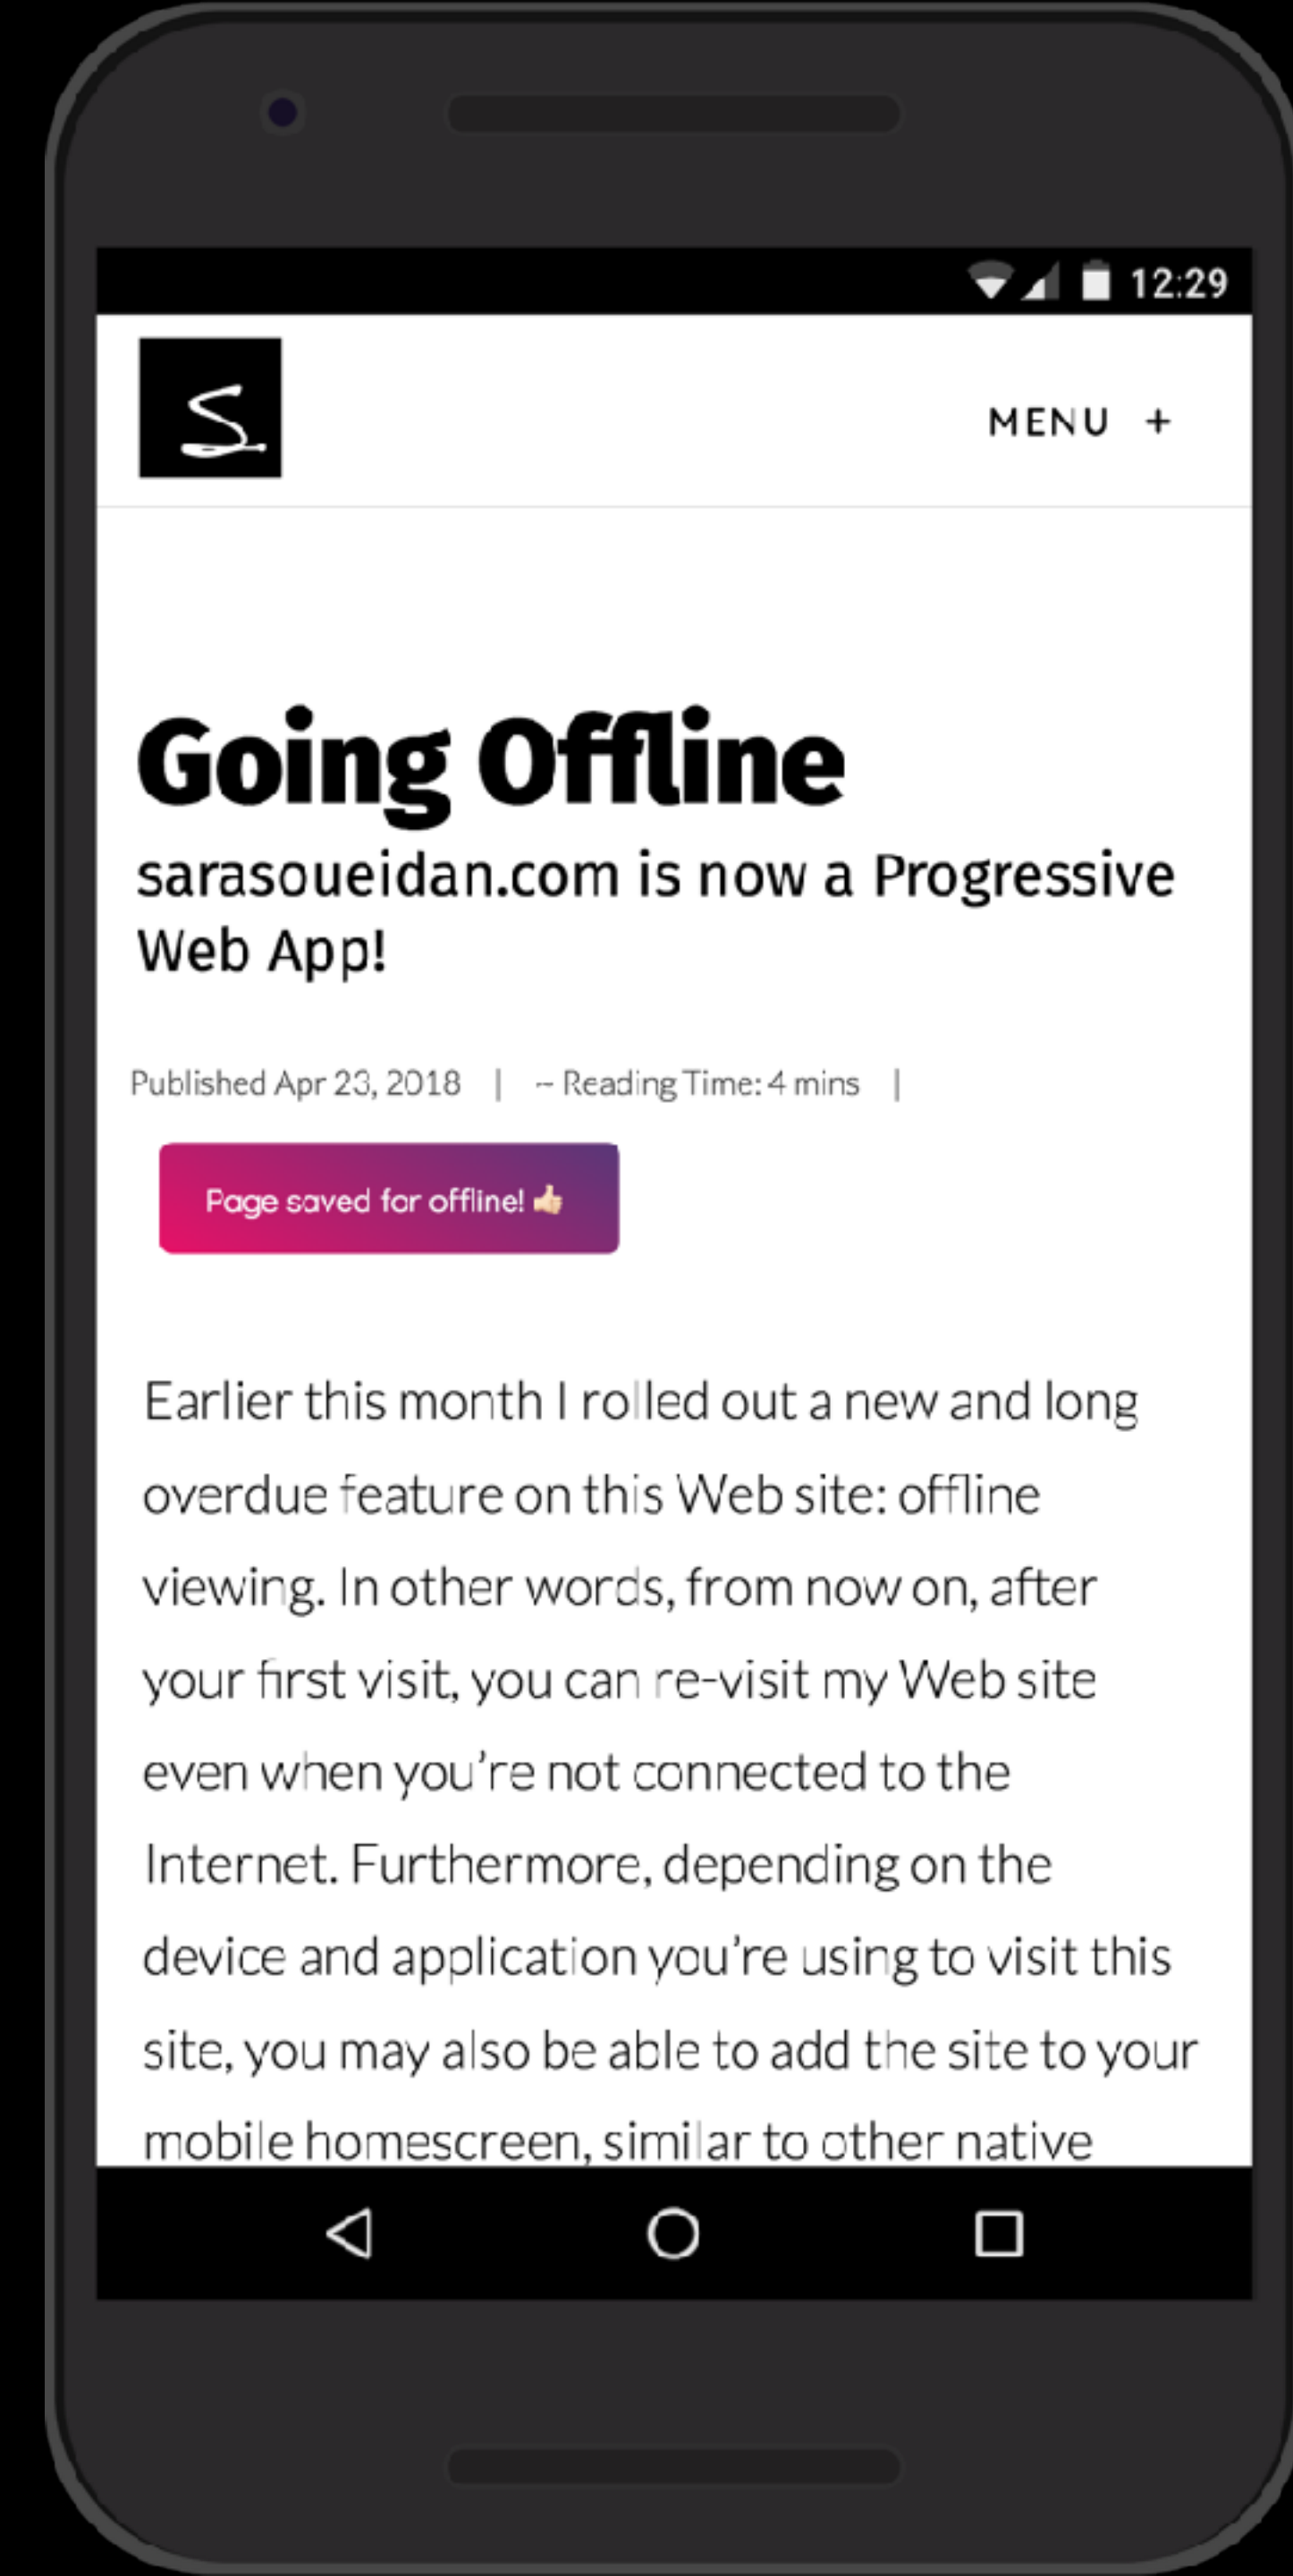 12:29
S
MENU +
Going Offline
sarasoueidan.com is now a Progressive
Web App!
Published Apr 23, 2018 | ~ Reading Time: 4 mins |
Page saved for offline! 👍🏻
Earlier this month I rolled out a new and long
overdue feature on this Web site: offline
viewing. In other words, from now on, after
your first visit, you can re-visit my Web site
even when you’re not connected to the
Internet. Furthermore, depending on the
device and application you’re using to visit this
site, you may also be able to add the site to your
mobile homescreen, similar to other native